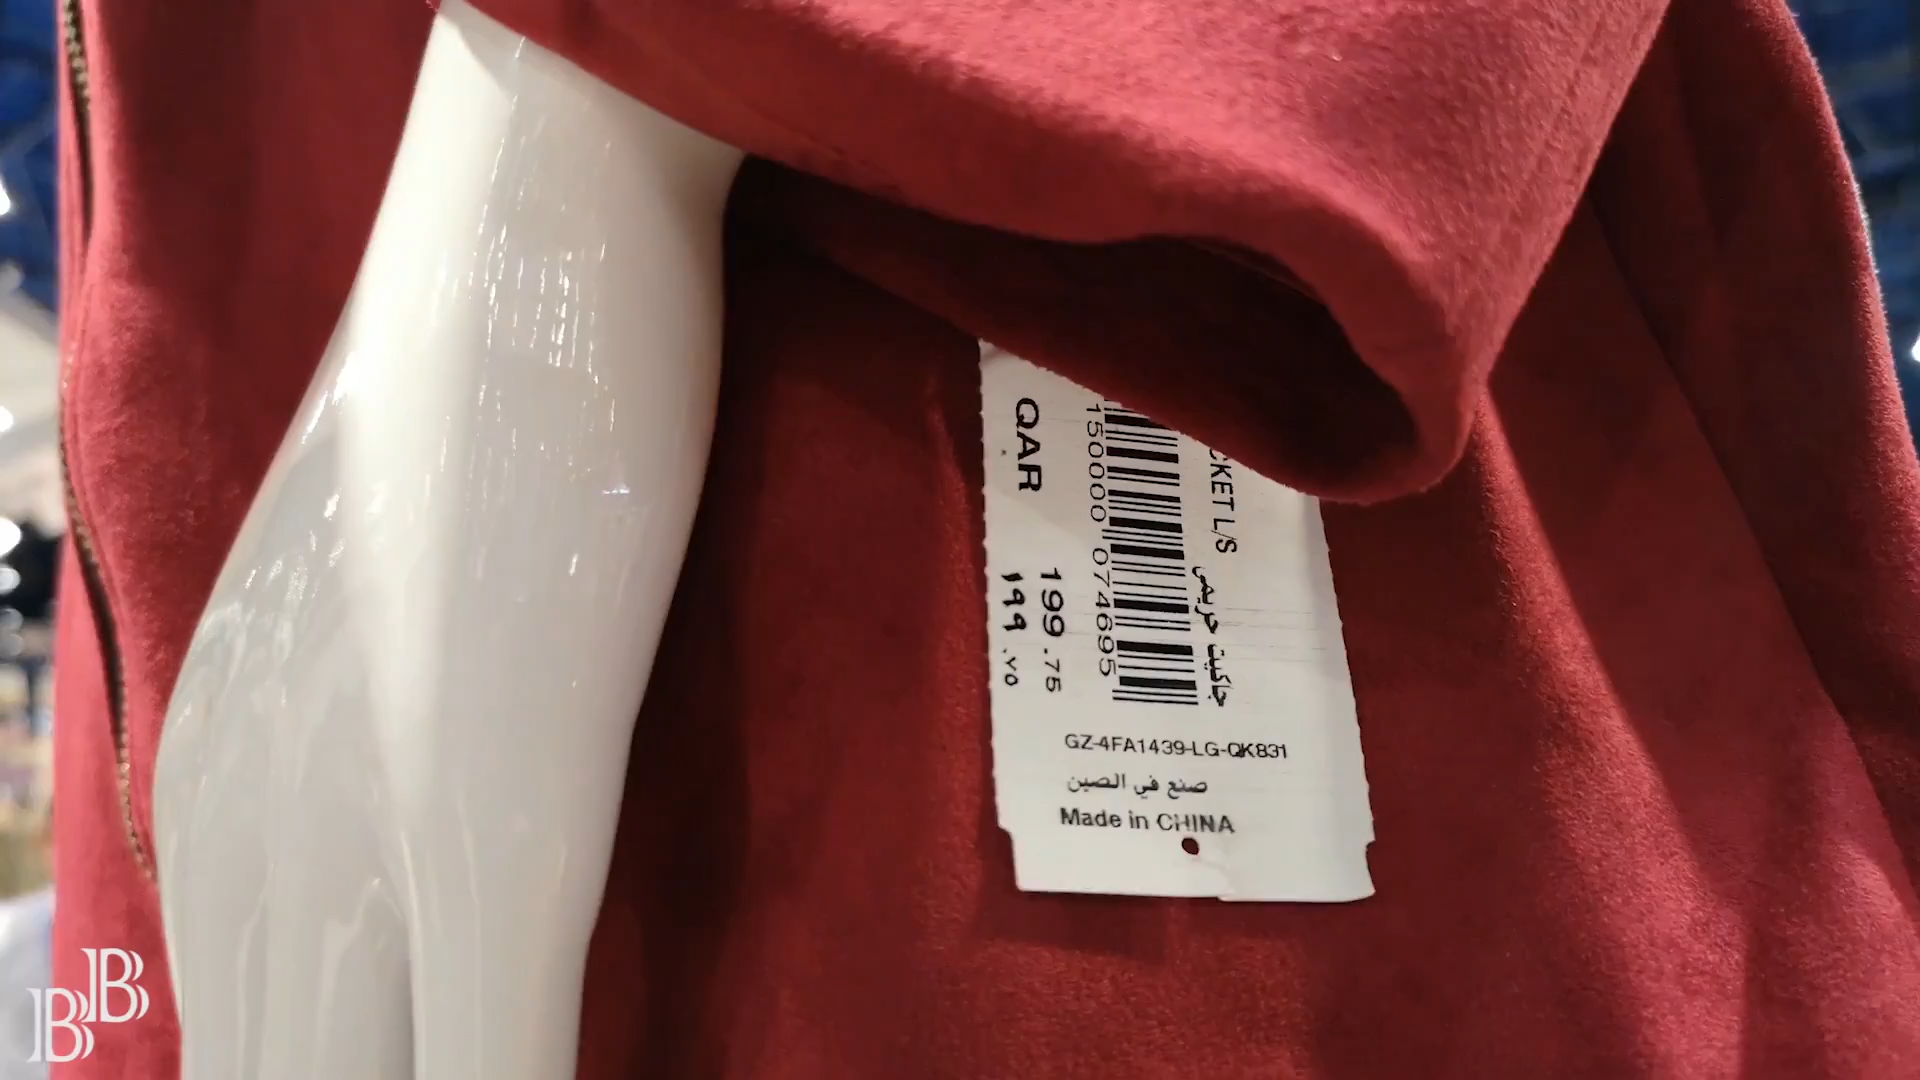 CKET L/S
جاكيت حريمي
150000 074695
QAR 199.75
١٩٩.٧٥
GZ-4FA1439-LG-QK831
صنع في الصين
Made in CHINA
BB